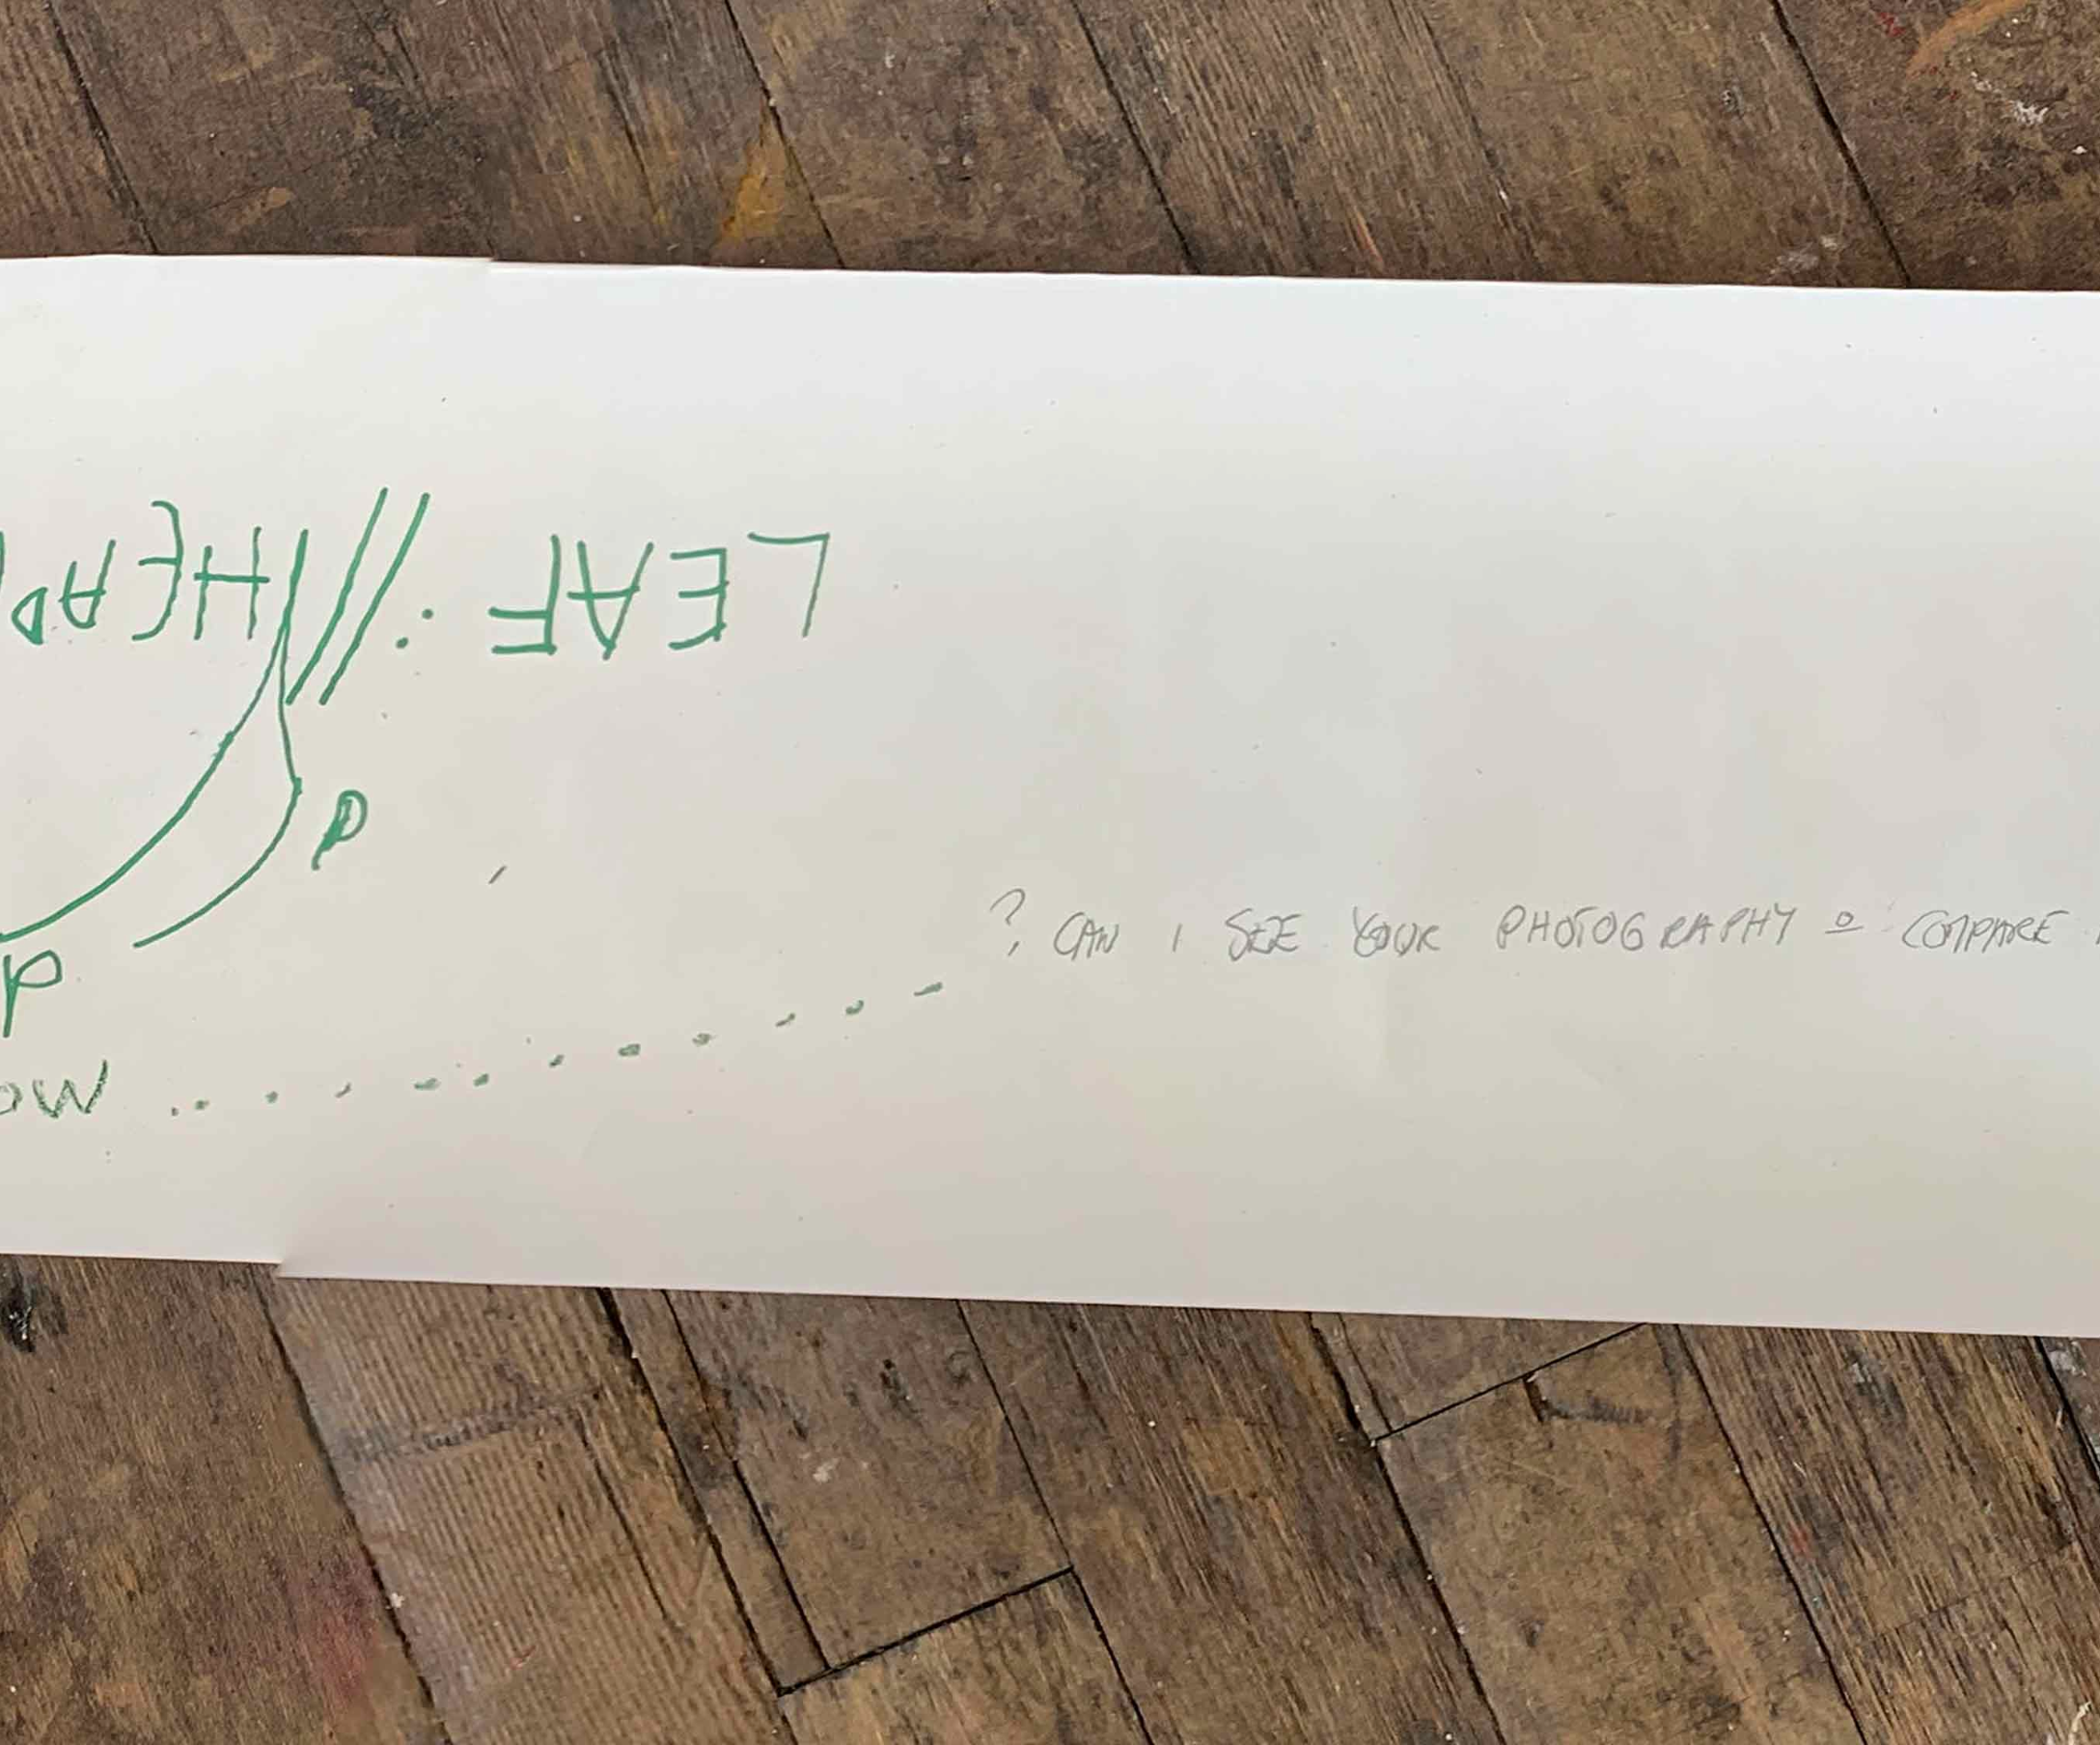 LEAF ://HEAD
P
? CAN I SEE YOUR PHOTOGRAPHY & COMPARE
P
OW ..............